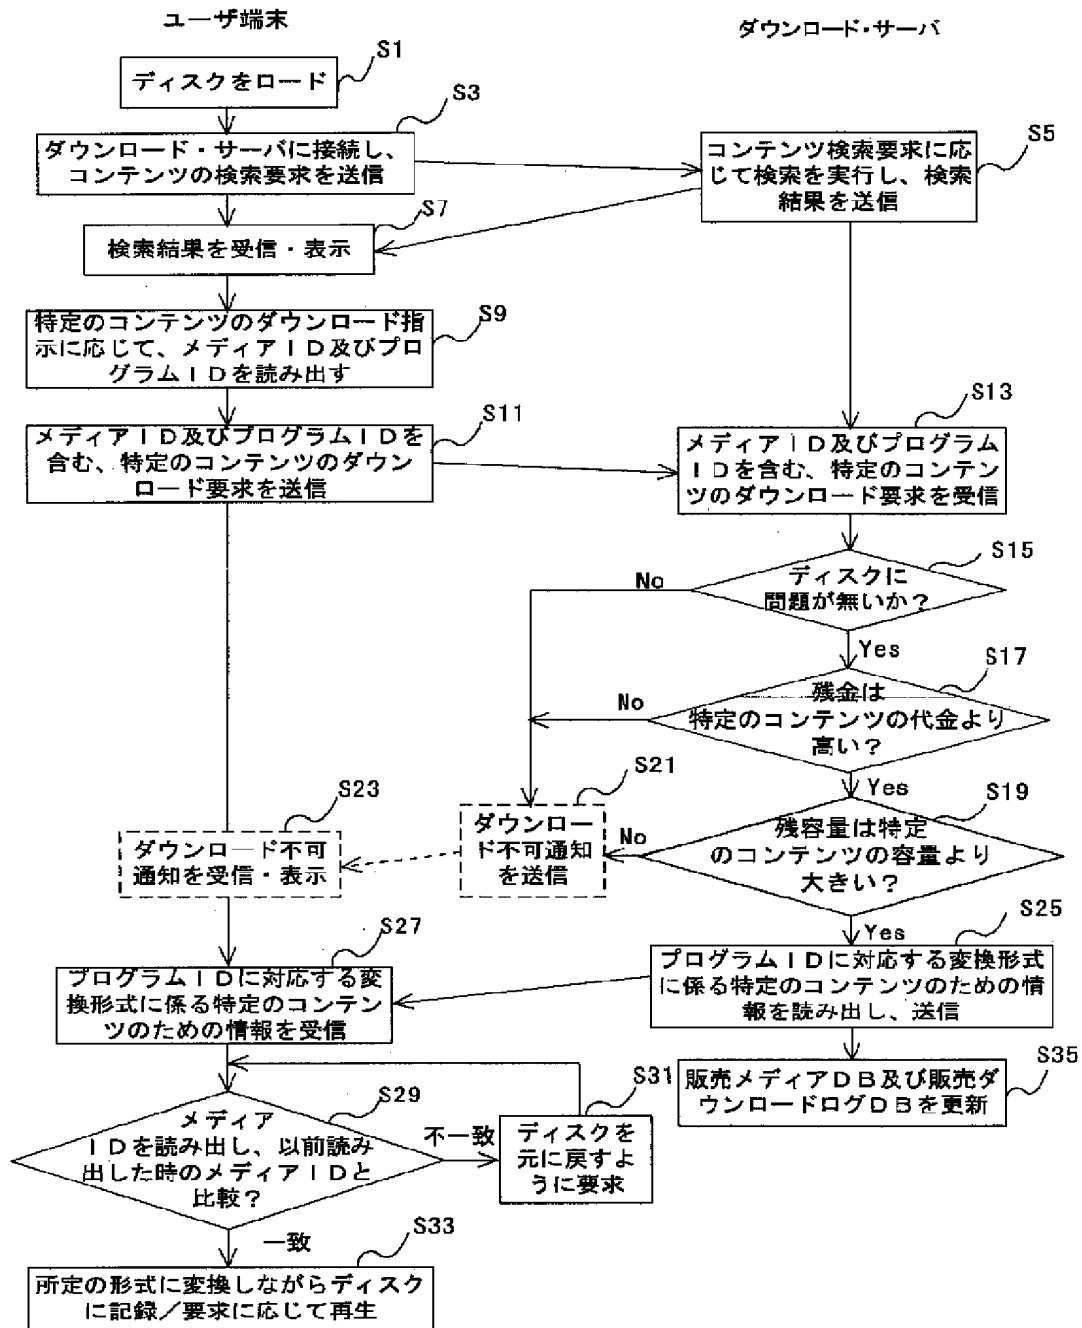 ユーザ端末
ダウンロード・サーバ
S1
ディスクをロード
S3
ダウンロード・サーバに接続し、
コンテンツの検索要求を送信
S5
コンテンツ検索要求に応
じて検索を実行し、検索
結果を送信
S7
検索結果を受信・表示
S9
特定のコンテンツのダウンロード指
示に応じて、メディアＩＤ及びプロ
グラムＩＤを読み出す
S11
メディアＩＤ及びプログラムＩＤを
含む、特定のコンテンツのダウン
ロード要求を送信
S13
メディアＩＤ及びプログラム
ＩＤを含む、特定のコンテン
ツのダウンロード要求を受信
S15
ディスクに
問題が無いか？
No
Yes
S17
残金は
特定のコンテンツの代金より
高い？
No
Yes
S19
残容量は特定
のコンテンツの容量より
大きい？
No
Yes
S21
ダウンロー
ド不可通知
を送信
S23
ダウンロード不可
通知を受信・表示
S25
プログラムＩＤに対応する変換形式
に係る特定のコンテンツのための情
報を読み出し、送信
S27
プログラムＩＤに対応する変
換形式に係る特定のコンテン
ツのための情報を受信
S35
販売メディアＤＢ及び販売ダ
ウンロードログＤＢを更新
S29
メディア
ＩＤを読み出し、以前読み
出した時のメディアＩＤと
比較？
不一致
S31
ディスクを
元に戻すよ
うに要求
一致
S33
所定の形式に変換しながらディスク
に記録／要求に応じて再生